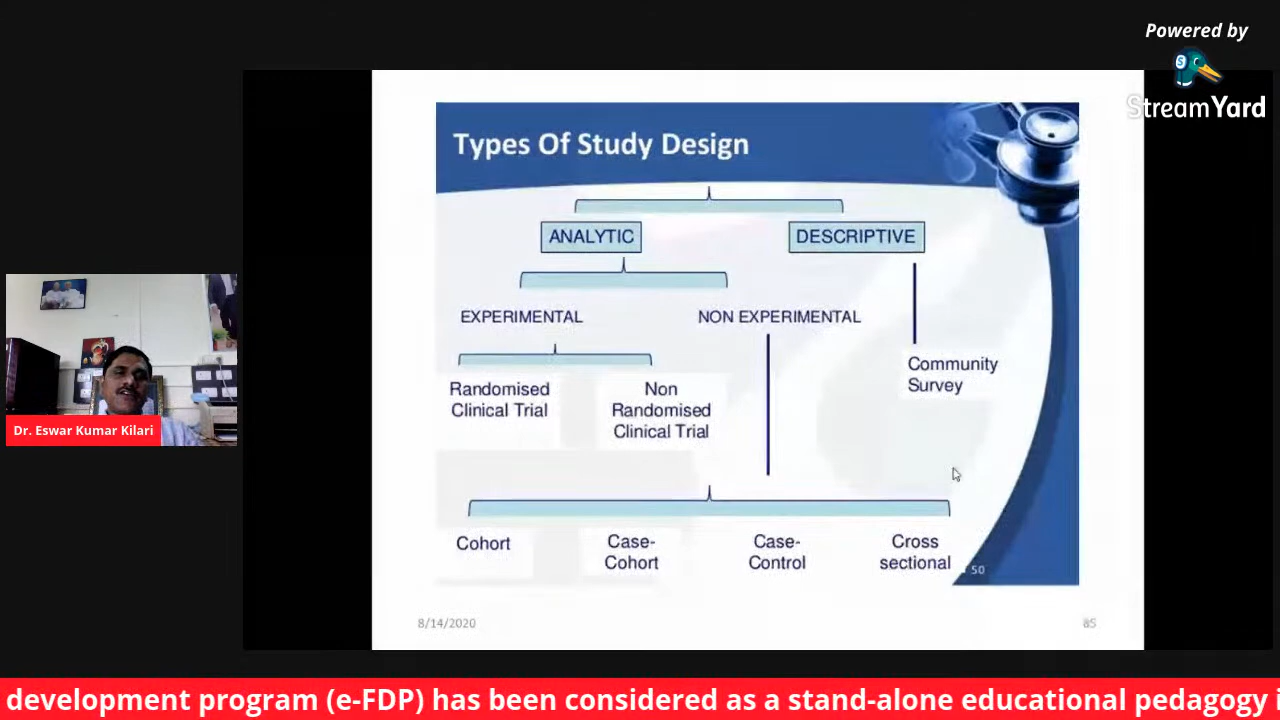 Powered by
StreamYard
Types Of Study Design
ANALYTIC
DESCRIPTIVE
EXPERIMENTAL
NON EXPERIMENTAL
Community
Survey
Randomised
Clinical Trial
Non
Randomised
Clinical Trial
Cohort
Case-
Cohort
Case-
Control
Cross
sectional
50
8/14/2020
85
Dr. Eswar Kumar Kilari
development program (e-FDP) has been considered as a stand-alone educational pedagogy i